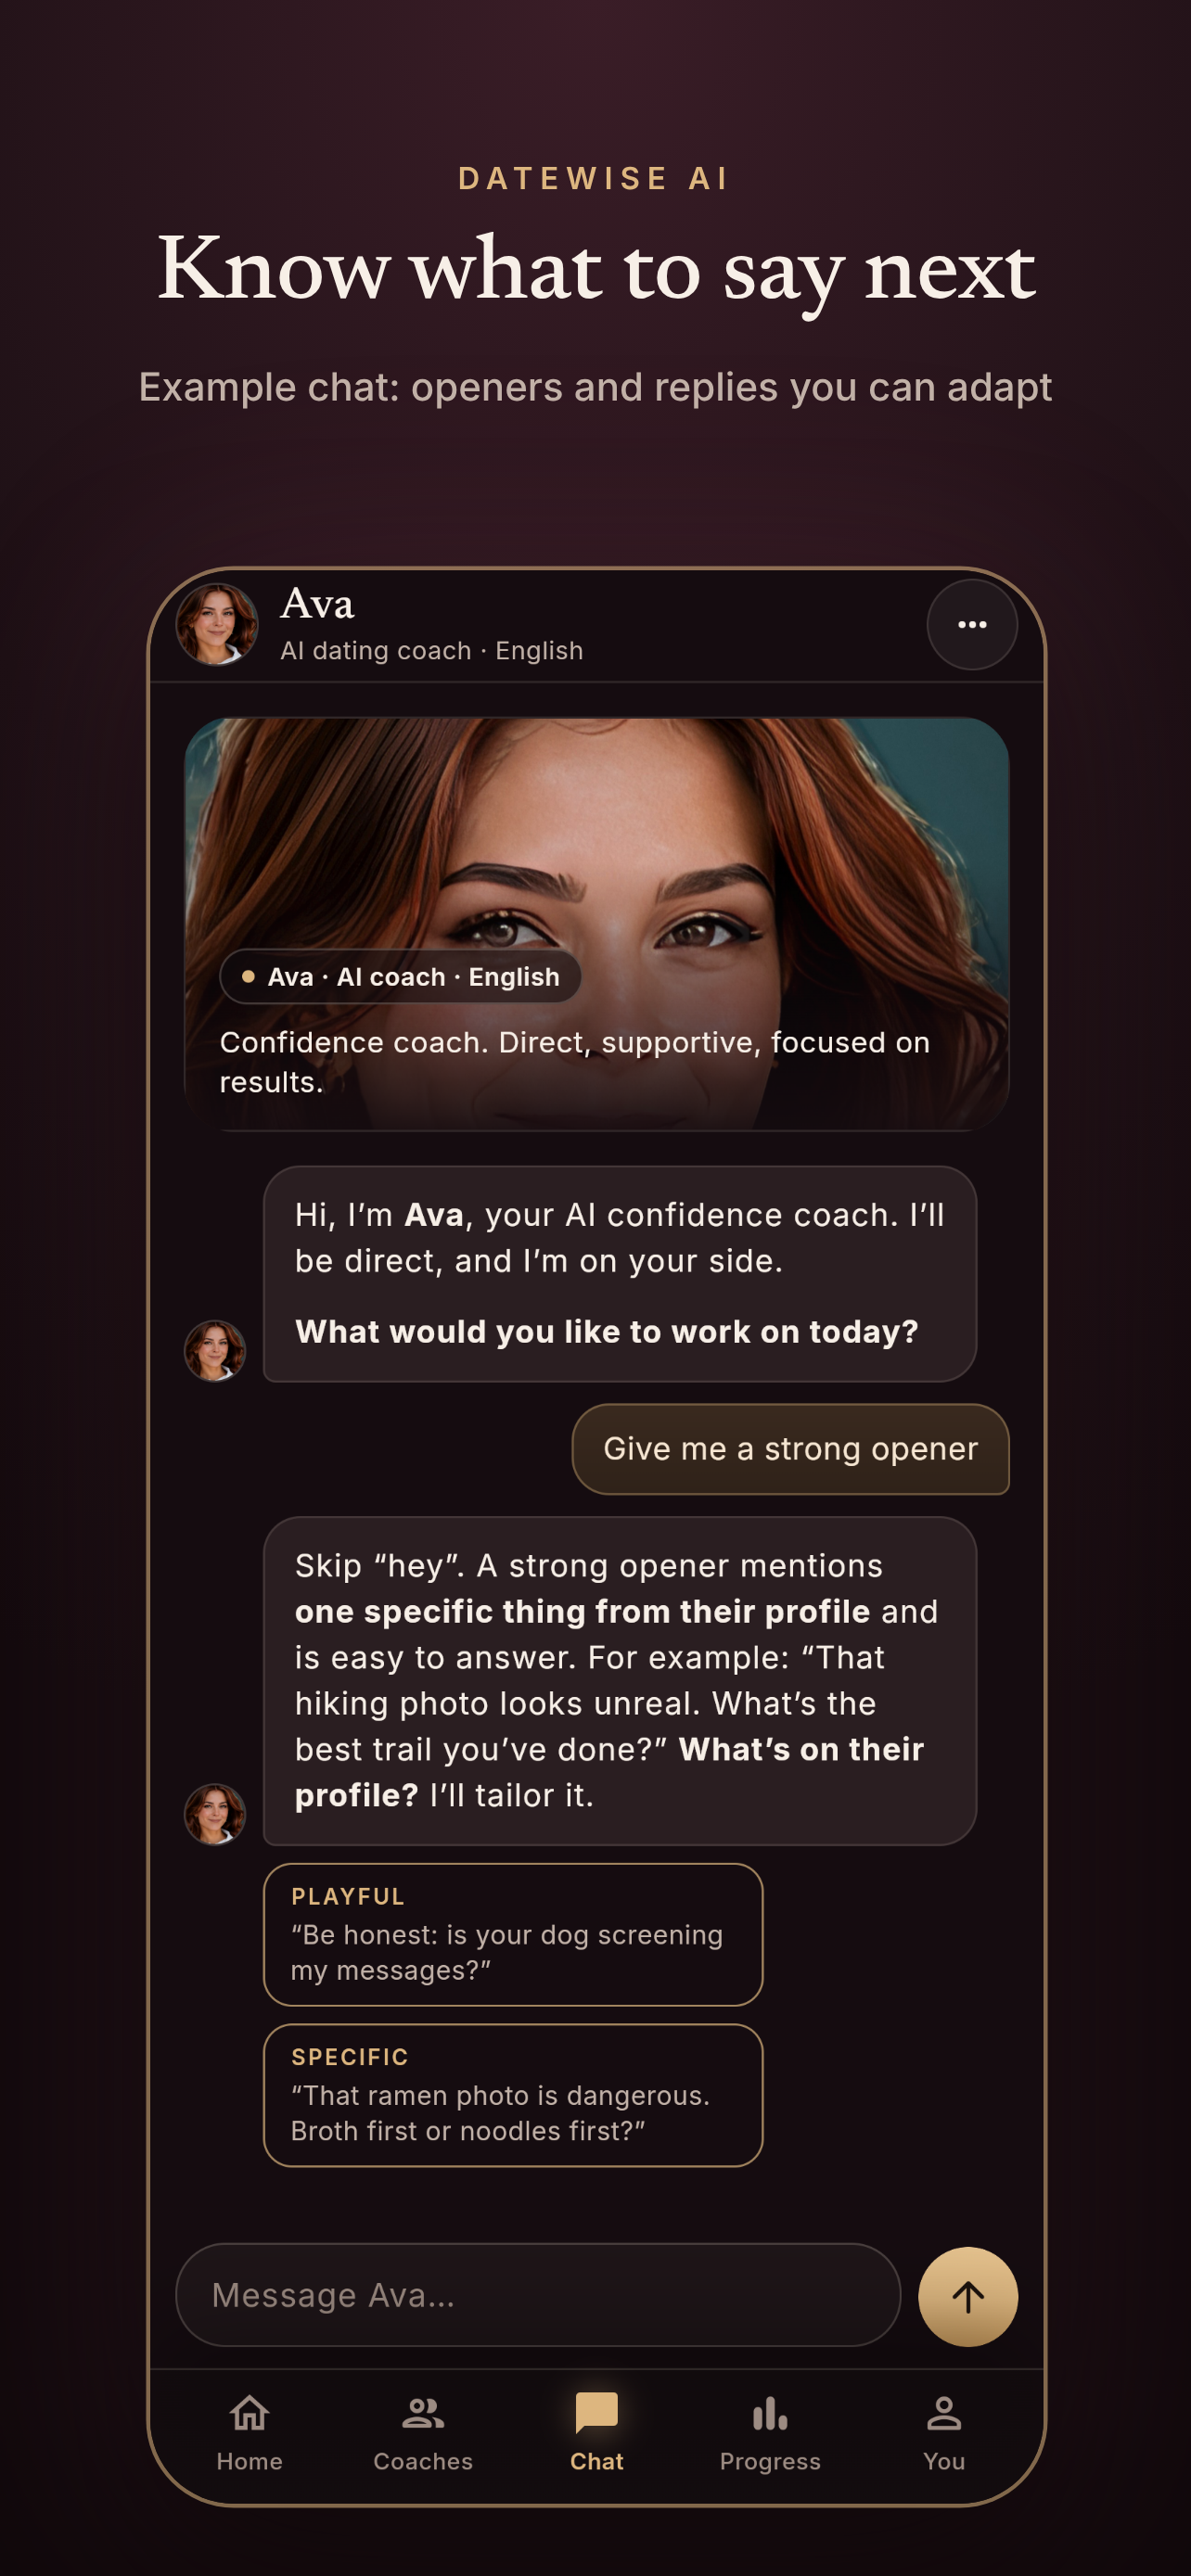 DATEWISE AI
Know what to say next
Example chat: openers and replies you can adapt
Ava
AI dating coach · English
Ava · AI coach · English
Confidence coach. Direct, supportive, focused on
results.
Hi, I’m Ava, your AI confidence coach. I’ll
be direct, and I’m on your side.
What would you like to work on today?
Give me a strong opener
Skip “hey”. A strong opener mentions
one specific thing from their profile and
is easy to answer. For example: “That
hiking photo looks unreal. What’s the
best trail you’ve done?” What’s on their
profile? I’ll tailor it.
PLAYFUL
“Be honest: is your dog screening
my messages?”
SPECIFIC
“That ramen photo is dangerous.
Broth first or noodles first?”
Message Ava...
Home
Coaches
Chat
Progress
You